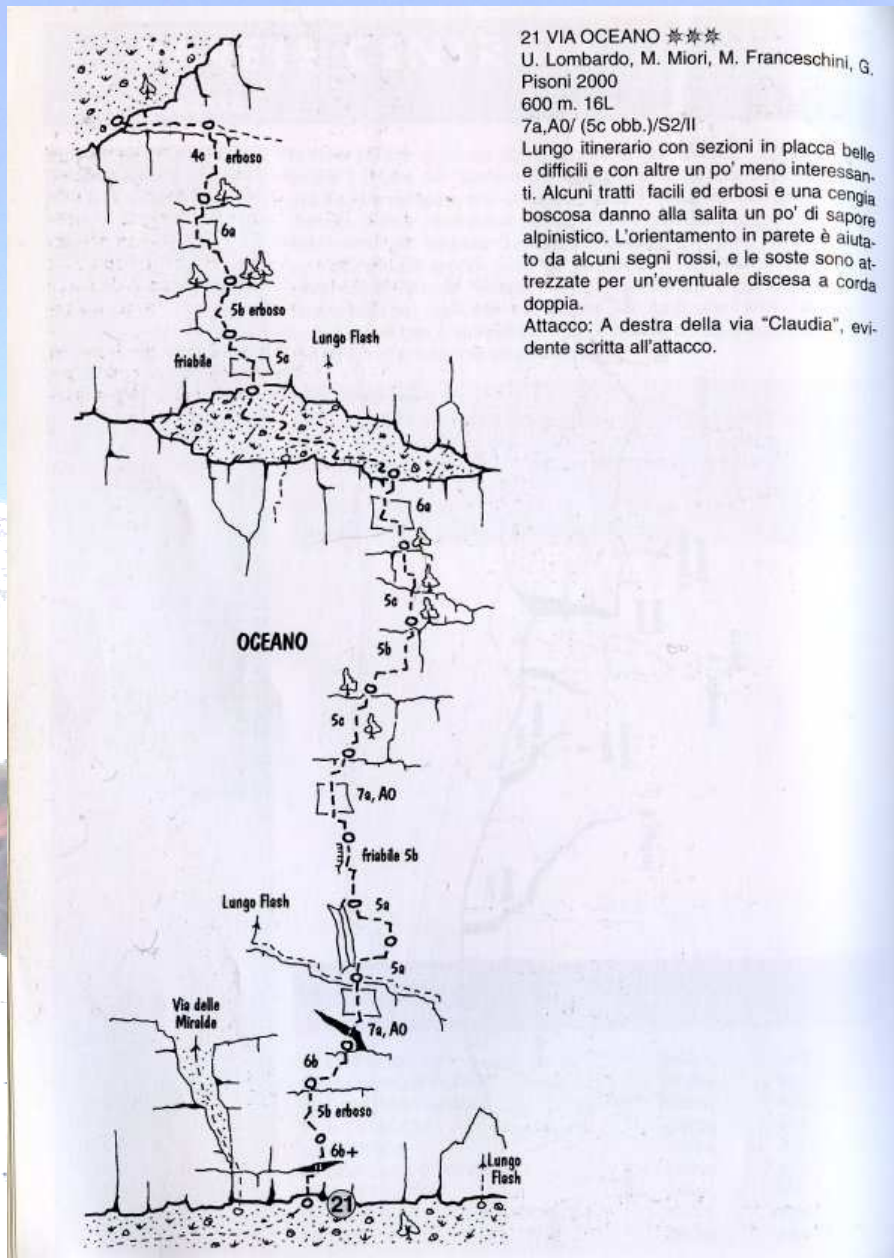 21 VIA OCEANO ✵✵✵
U. Lombardo, M. Miori, M. Franceschini, G.
Pisoni 2000
600 m. 16L
7a,A0/ (5c obb.)/S2/II
Lungo itinerario con sezioni in placca belle
e difficili e con altre un po' meno interessan-
ti. Alcuni tratti facili ed erbosi e una cengia
boscosa danno alla salita un po' di sapore
alpinistico. L'orientamento in parete è aiuta-
to da alcuni segni rossi, e le soste sono at-
trezzate per un'eventuale discesa a corda
doppia.
Attacco: A destra della via "Claudia", evi-
dente scritta all'attacco.
4c erboso
6a
5b erboso
Lungo Flash
friabile 5c
6a
5c
OCEANO
5b
5c
7a, A0
friabile 5b
Lungo Flash
5a
5a
Via delle
Miralde
7a, A0
6b
5b erboso
6b+
Lungo
Flash
21